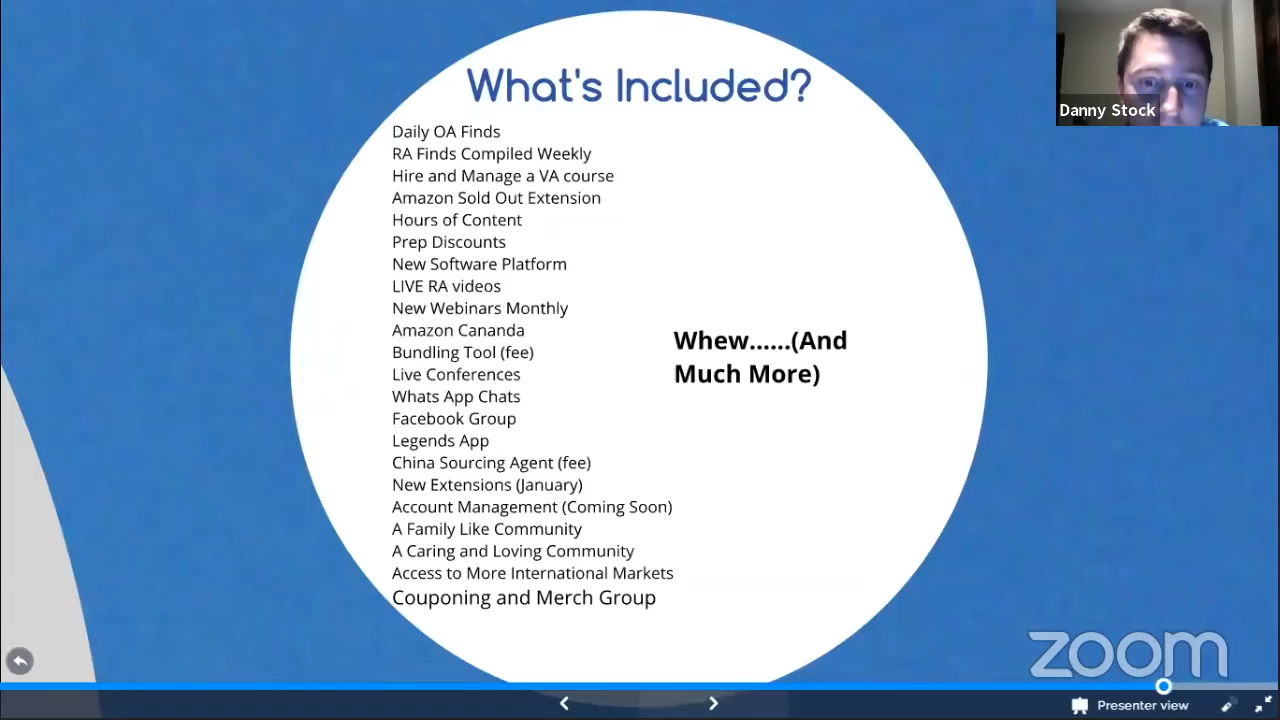 What's Included?
Danny Stock
Daily OA Finds
RA Finds Compiled Weekly
Hire and Manage a VA course
Amazon Sold Out Extension
Hours of Content
Prep Discounts
New Software Platform
LIVE RA videos
New Webinars Monthly
Amazon Cananda
Bundling Tool (fee)
Live Conferences
Whats App Chats
Facebook Group
Legends App
China Sourcing Agent (fee)
New Extensions (January)
Account Management (Coming Soon)
A Family Like Community
A Caring and Loving Community
Access to More International Markets
Couponing and Merch Group
Whew......(And
Much More)
zoom
Presenter view